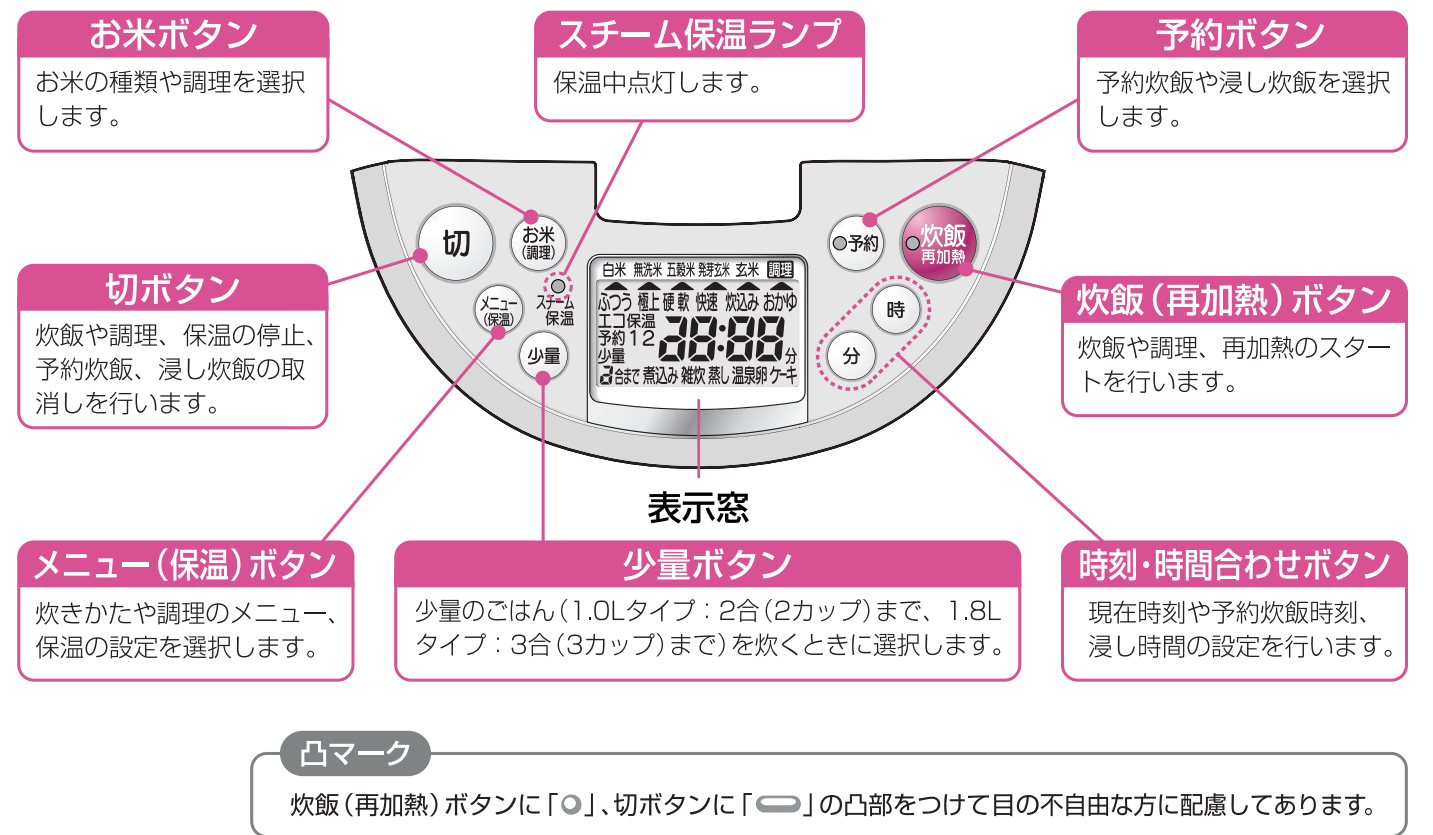 お米ボタン
お米の種類や調理を選択
します。
スチーム保温ランプ
保温中点灯します。
予約ボタン
予約炊飯や浸し炊飯を選択
します。
切
お米
(調理)
メニュー
(保温)
スチーム
保温
少量
白米 無洗米 五穀米 発芽玄米 玄米 調理
ふつう 極上 硬 軟 快速 炊込み おかゆ
エコ保温
予約12
少量
38:88分
3合まで 煮込み 雑炊 蒸し 温泉卵 ケーキ
予約
炊飯
再加熱
時
分
切ボタン
炊飯や調理、保温の停止、
予約炊飯、浸し炊飯の取
消しを行います。
炊飯(再加熱)ボタン
炊飯や調理、再加熱のスター
トを行います。
表示窓
メニュー(保温)ボタン
炊きかたや調理のメニュー、
保温の設定を選択します。
少量ボタン
少量のごはん(1.0Lタイプ：2合(2カップ)まで、1.8L
タイプ：3合(3カップ)まで)を炊くときに選択します。
時刻・時間合わせボタン
現在時刻や予約炊飯時刻、
浸し時間の設定を行います。
凸マーク
炊飯(再加熱)ボタンに「○」、切ボタンに「⬭」の凸部をつけて目の不自由な方に配慮してあります。